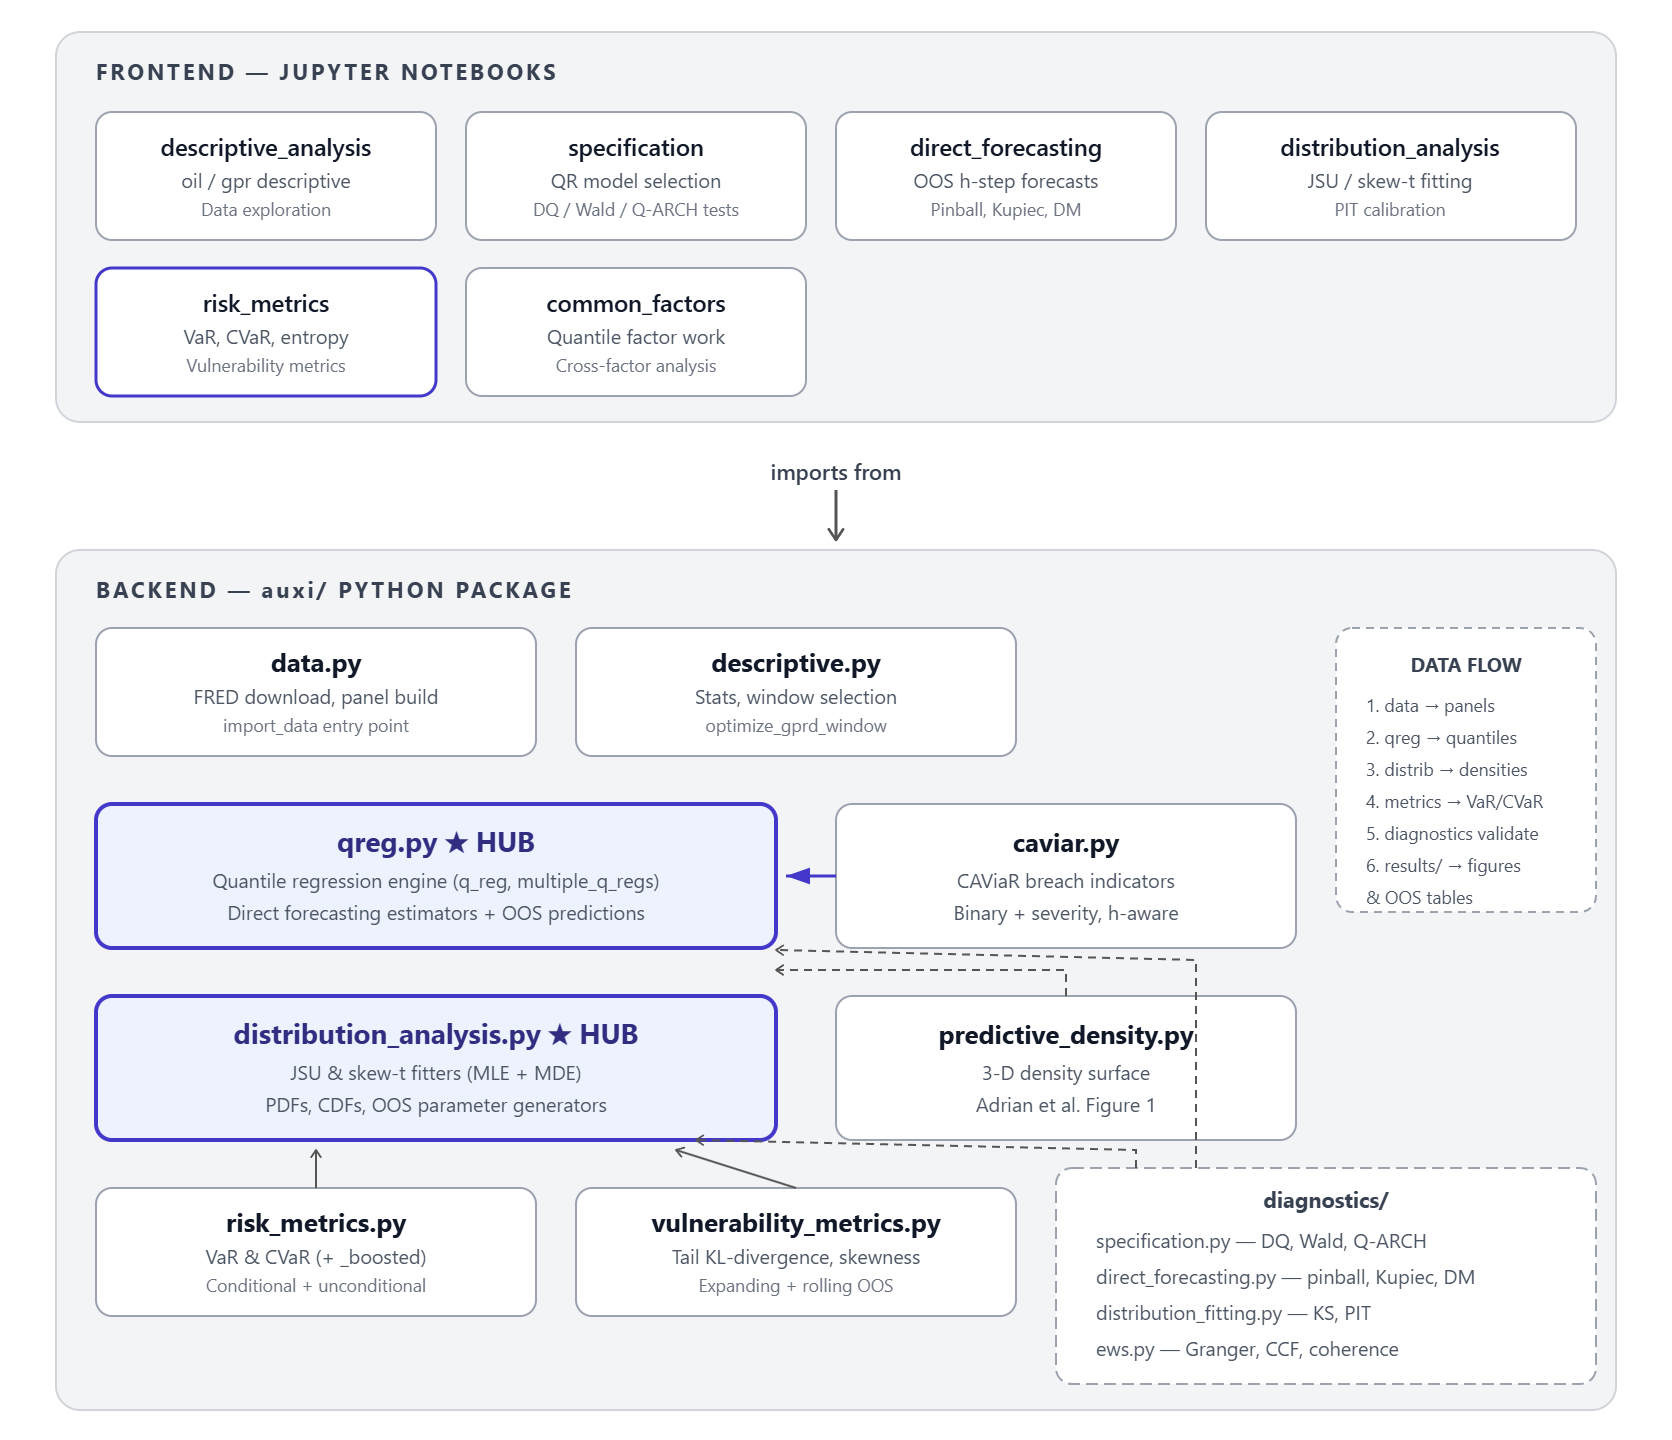 FRONTEND — JUPYTER NOTEBOOKS
descriptive_analysis
oil / gpr descriptive
Data exploration
specification
QR model selection
DQ / Wald / Q-ARCH tests
direct_forecasting
OOS h-step forecasts
Pinball, Kupiec, DM
distribution_analysis
JSU / skew-t fitting
PIT calibration
risk_metrics
VaR, CVaR, entropy
Vulnerability metrics
common_factors
Quantile factor work
Cross-factor analysis
imports from
BACKEND — auxi/ PYTHON PACKAGE
data.py
FRED download, panel build
import_data entry point
descriptive.py
Stats, window selection
optimize_gprd_window
DATA FLOW
1. data → panels
2. qreg → quantiles
3. distrib → densities
4. metrics → VaR/CVaR
5. diagnostics validate
6. results/ → figures
& OOS tables
qreg.py ★ HUB
Quantile regression engine (q_reg, multiple_q_regs)
Direct forecasting estimators + OOS predictions
caviar.py
CAViaR breach indicators
Binary + severity, h-aware
distribution_analysis.py ★ HUB
JSU & skew-t fitters (MLE + MDE)
PDFs, CDFs, OOS parameter generators
predictive_density.py
3-D density surface
Adrian et al. Figure 1
risk_metrics.py
VaR & CVaR (+ _boosted)
Conditional + unconditional
vulnerability_metrics.py
Tail KL-divergence, skewness
Expanding + rolling OOS
diagnostics/
specification.py — DQ, Wald, Q-ARCH
direct_forecasting.py — pinball, Kupiec, DM
distribution_fitting.py — KS, PIT
ews.py — Granger, CCF, coherence